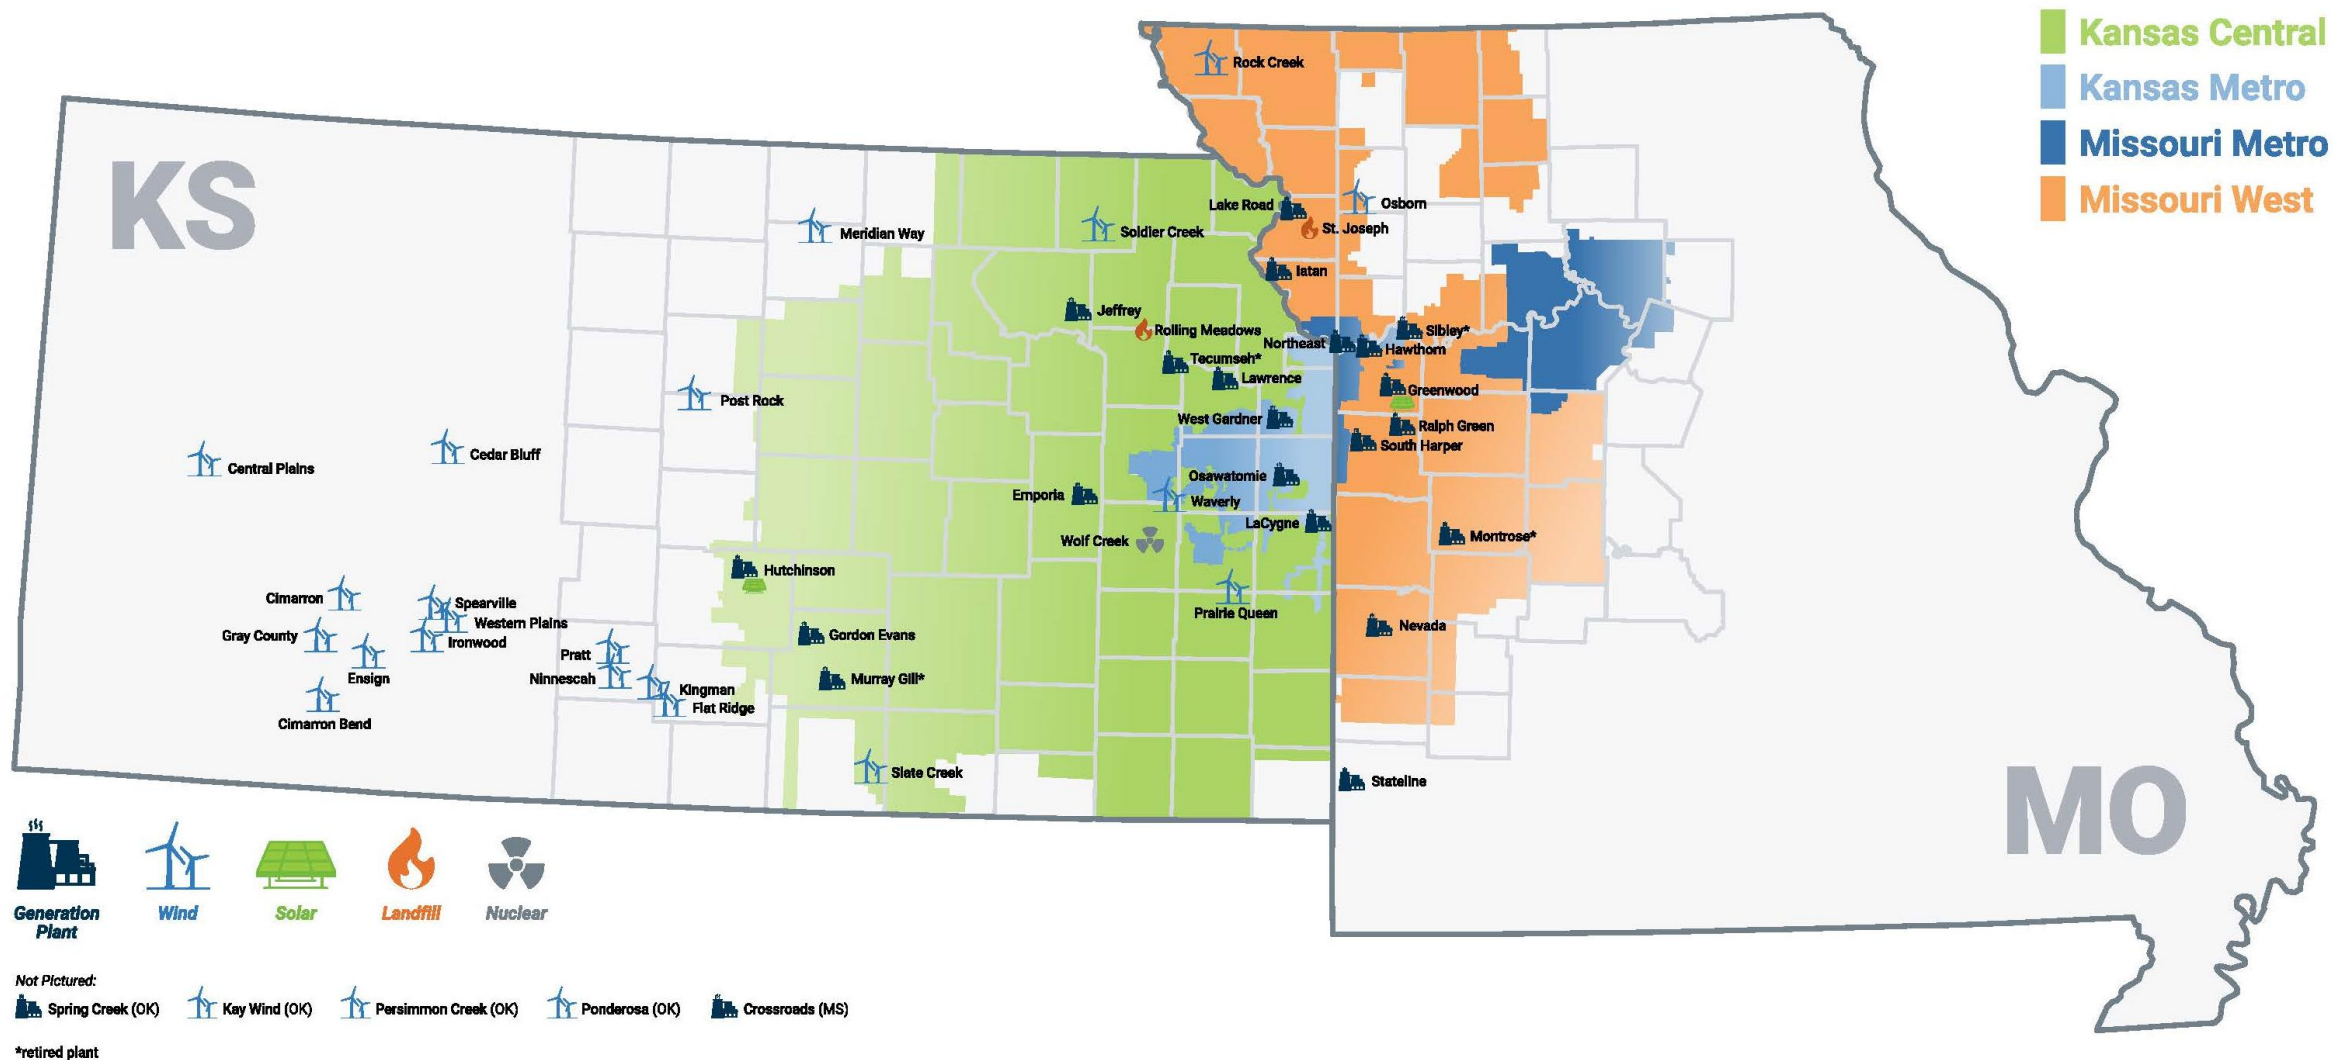 Kansas Central
Kansas Metro
Missouri Metro
Missouri West
KS
MO
Rock Creek
Lake Road
Osborn
St. Joseph
Iatan
Meridian Way
Soldier Creek
Jeffrey
Rolling Meadows
Sibley*
Northeast
Hawthorn
Tecumseh*
Lawrence
Greenwood
Post Rock
West Gardner
Ralph Green
South Harper
Central Plains
Cedar Bluff
Osawatomie
Emporia
Waverly
LaCygne
Wolf Creek
Montrose*
Hutchinson
Cimarron
Spearville
Western Plains
Prairie Queen
Gray County
Ironwood
Gordon Evans
Nevada
Pratt
Ensign
Ninnescah
Murray Gill*
Kingman
Flat Ridge
Cimarron Bend
Slate Creek
Stateline
Generation
Plant
Wind
Solar
Landfill
Nuclear
Not Pictured:
Spring Creek (OK)
Kay Wind (OK)
Persimmon Creek (OK)
Ponderosa (OK)
Crossroads (MS)
*retired plant